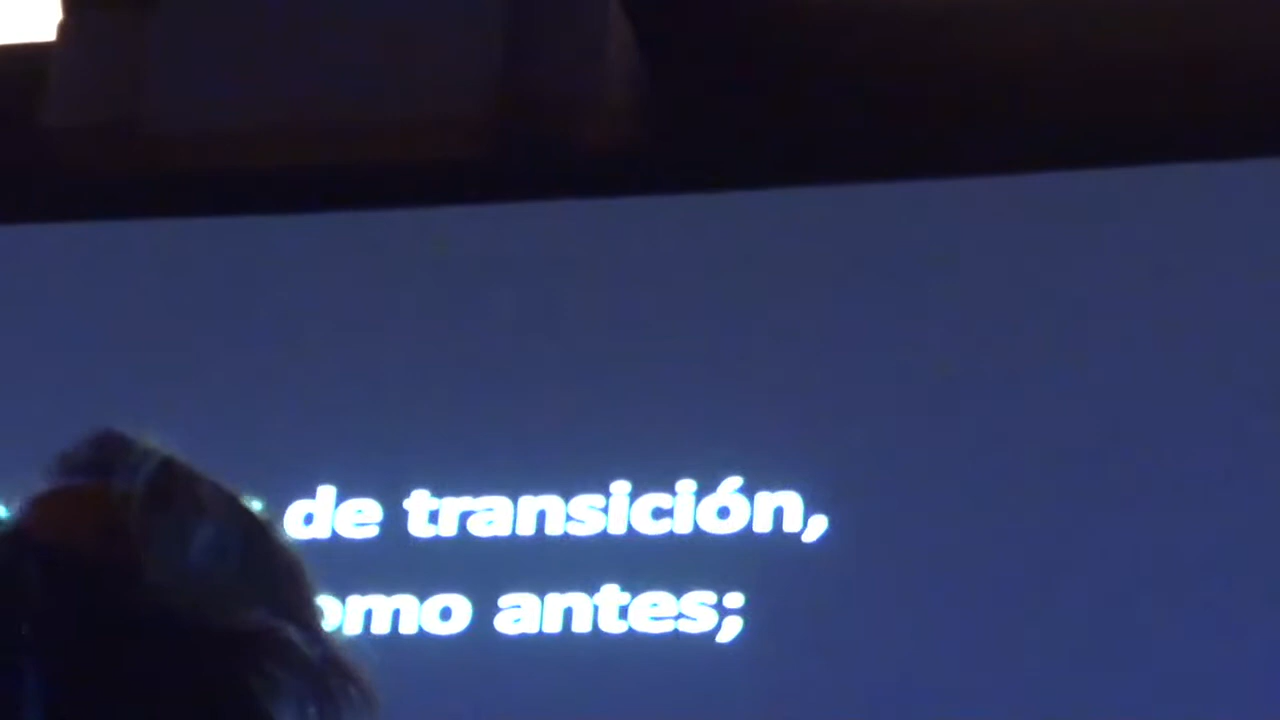 de transición,
omo antes;